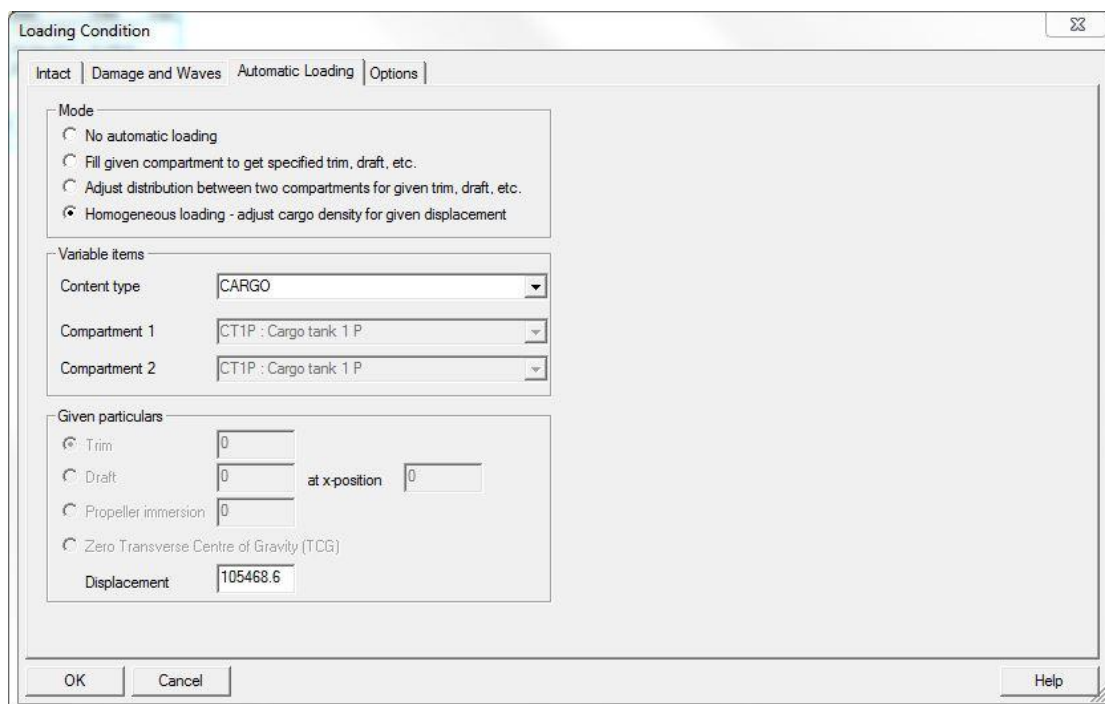 Loading Condition
Intact Damage and Waves Automatic Loading Options
Mode
No automatic loading
Fill given compartment to get specified trim, draft, etc.
Adjust distribution between two compartments for given trim, draft, etc.
Homogeneous loading - adjust cargo density for given displacement
Variable items
Content type CARGO
Compartment 1 CT1P : Cargo tank 1 P
Compartment 2 CT1P : Cargo tank 1 P
Given particulars
Trim 0
Draft 0 at x-position 0
Propeller immersion 0
Zero Transverse Centre of Gravity (TCG)
Displacement 105468.6
OK Cancel Help